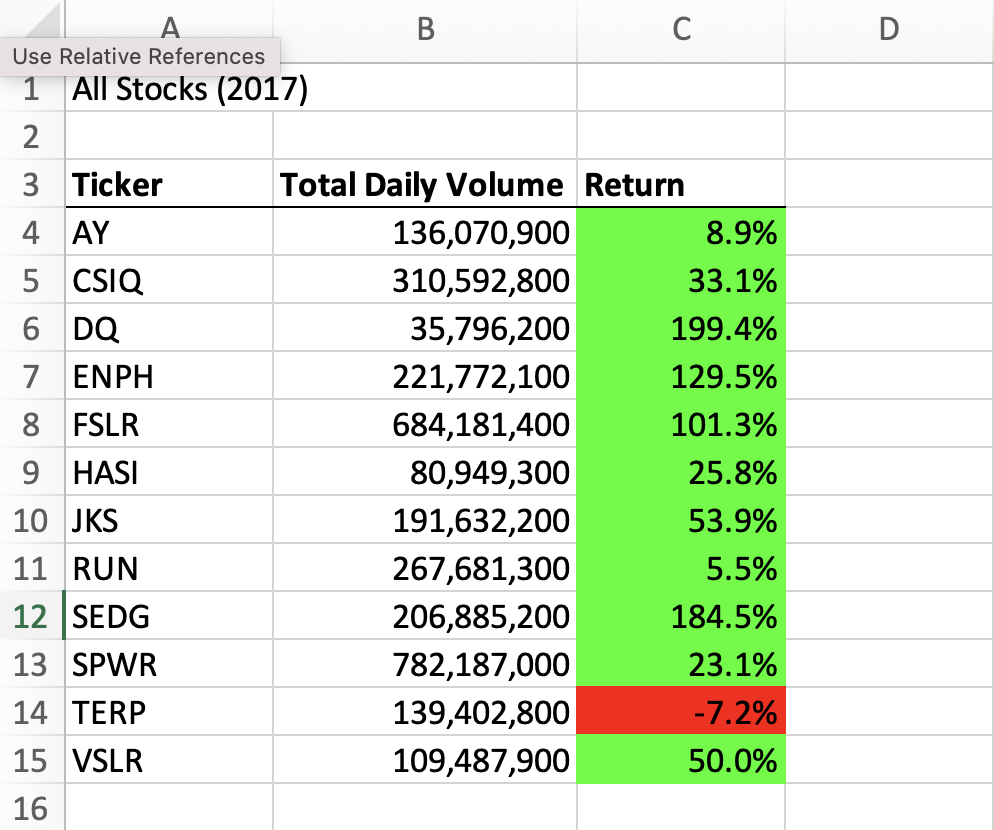 A B C D
Use Relative References
1 All Stocks (2017)
2
3 Ticker Total Daily Volume Return
4 AY 136,070,900 8.9%
5 CSIQ 310,592,800 33.1%
6 DQ 35,796,200 199.4%
7 ENPH 221,772,100 129.5%
8 FSLR 684,181,400 101.3%
9 HASI 80,949,300 25.8%
10 JKS 191,632,200 53.9%
11 RUN 267,681,300 5.5%
12 SEDG 206,885,200 184.5%
13 SPWR 782,187,000 23.1%
14 TERP 139,402,800 -7.2%
15 VSLR 109,487,900 50.0%
16